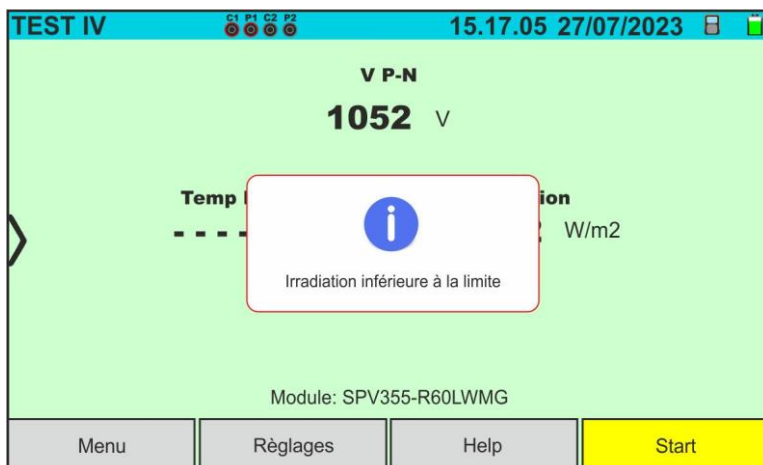 TEST IV C1 P1 C2 P2 15.17.05 27/07/2023
V P-N
1052 V
Temp ion
- - - - W/m2
i
Irradiation inférieure à la limite
Module: SPV355-R60LWMG
Menu Règlages Help Start